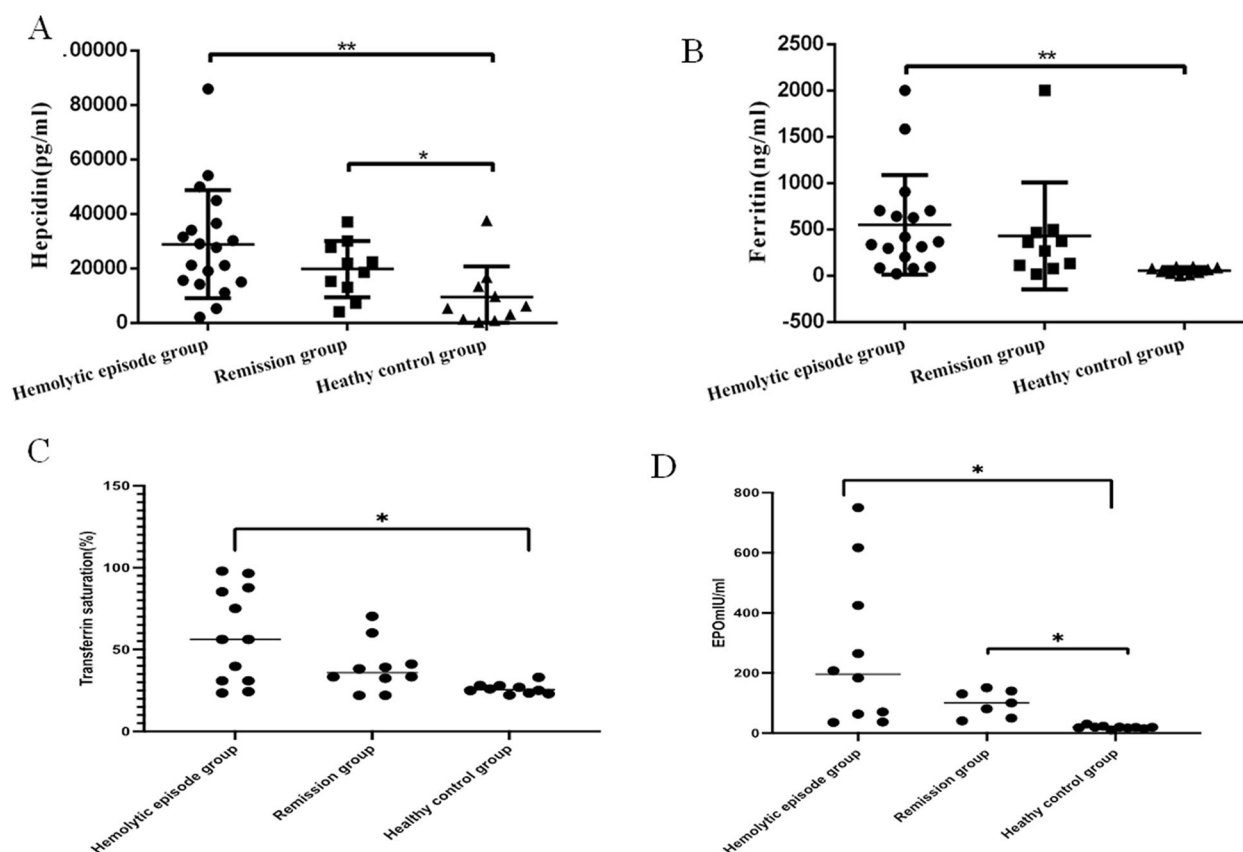 A
.00000
80000
60000
40000
20000
0
Hepcidin(pg/ml)
**
*
Hemolytic episode group
Remission group
Heathy control group
B
2500
2000
1500
1000
500
0
-500
Ferritin(ng/ml)
**
Hemolytic episode group
Remission group
Heathy control group
C
150
100
50
0
Transferrin saturation(%)
*
Hemolytic episode group
Remission group
Healthy control group
D
800
600
400
200
0
EPOmIU/ml
*
*
Hemolytic episode group
Remission group
Heathy control group